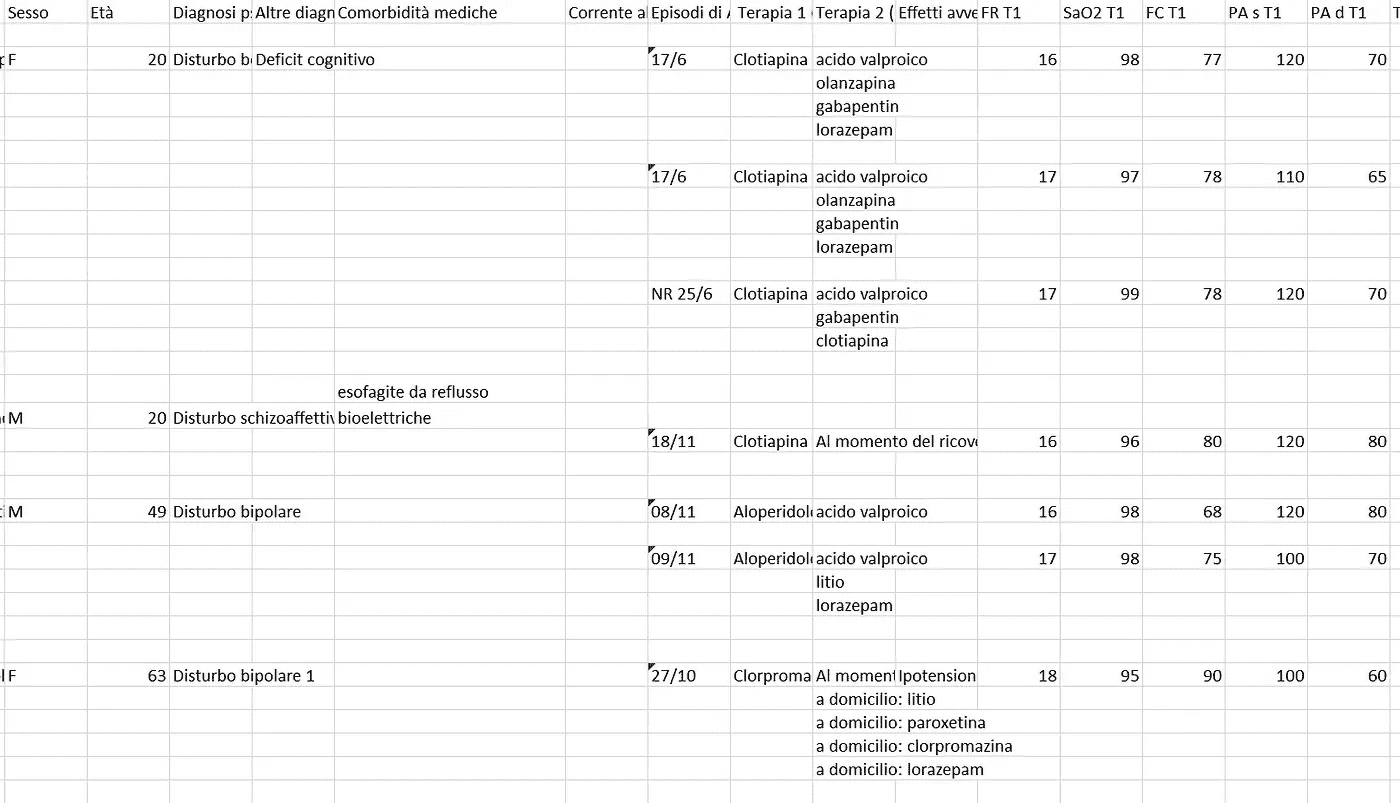 Sesso Età Diagnosi ps Altre diagn Comorbidità mediche Corrente al Episodi di A Terapia 1 ( Terapia 2 ( Effetti avve FR T1 SaO2 T1 FC T1 PA s T1 PA d T1 T
F 20 Disturbo bo Deficit cognitivo 17/6 Clotiapina acido valproico 16 98 77 120 70
olanzapina
gabapentin
lorazepam
17/6 Clotiapina acido valproico 17 97 78 110 65
olanzapina
gabapentin
lorazepam
NR 25/6 Clotiapina acido valproico 17 99 78 120 70
gabapentin
clotiapina
esofagite da reflusso
M 20 Disturbo schizoaffettiv bioelettriche
18/11 Clotiapina Al momento del ricove 16 96 80 120 80
M 49 Disturbo bipolare 08/11 Aloperidolo acido valproico 16 98 68 120 80
09/11 Aloperidolo acido valproico 17 98 75 100 70
litio
lorazepam
F 63 Disturbo bipolare 1 27/10 Clorproma Al moment Ipotension 18 95 90 100 60
a domicilio: litio
a domicilio: paroxetina
a domicilio: clorpromazina
a domicilio: lorazepam